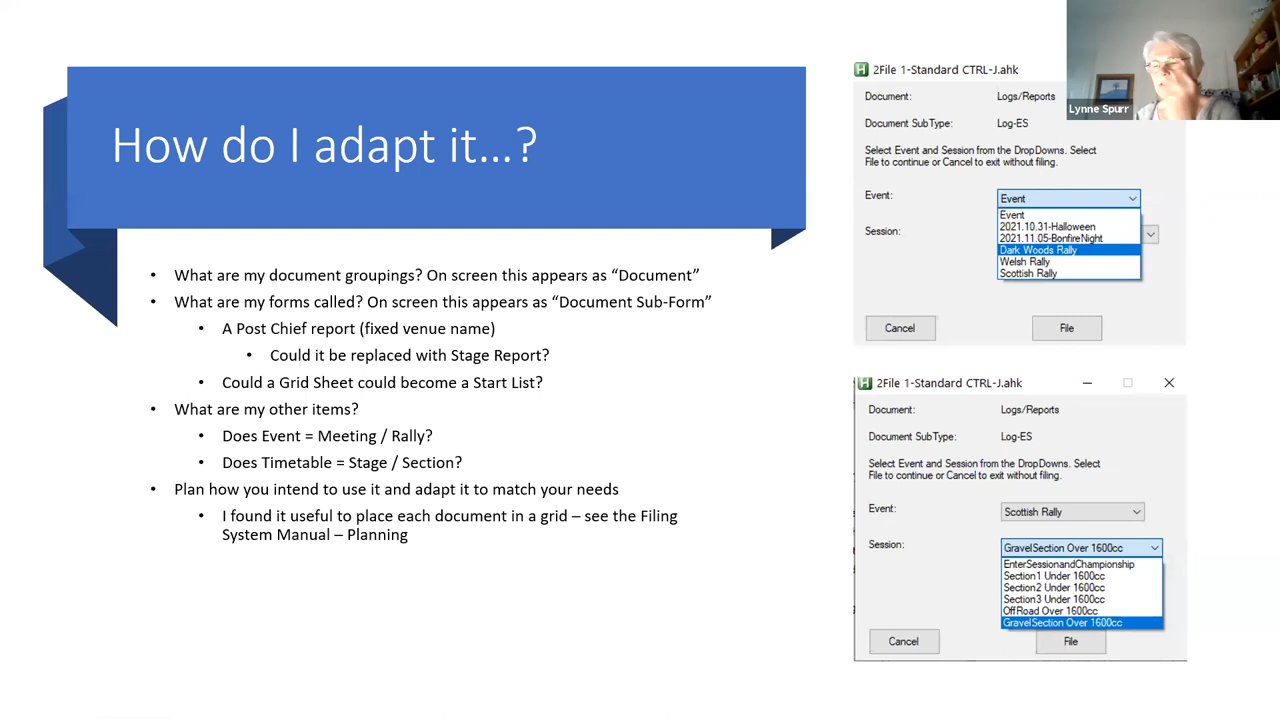 How do I adapt it...?
• What are my document groupings? On screen this appears as “Document”
• What are my forms called? On screen this appears as “Document Sub-Form”
• A Post Chief report (fixed venue name)
• Could it be replaced with Stage Report?
• Could a Grid Sheet could become a Start List?
• What are my other items?
• Does Event = Meeting / Rally?
• Does Timetable = Stage / Section?
• Plan how you intend to use it and adapt it to match your needs
• I found it useful to place each document in a grid – see the Filing
System Manual – Planning
H 2File 1-Standard CTRL-J.ahk
Document: Logs/Reports
Document SubType: Log-ES
Select Event and Session from the DropDowns. Select
File to continue or Cancel to exit without filing.
Event: Event
Event
2021.10.31-Halloween
2021.11.05-BonfireNight
Dark Woods Rally
Welsh Rally
Scottish Rally
Session:
Cancel File
Lynne Spurr
H 2File 1-Standard CTRL-J.ahk
Document: Logs/Reports
Document SubType: Log-ES
Select Event and Session from the DropDowns. Select
File to continue or Cancel to exit without filing.
Event: Scottish Rally
Session: GravelSection Over 1600cc
EnterSessionandChampionship
Section1 Under 1600cc
Section2 Under 1600cc
Section3 Under 1600cc
OffRoad Over 1600cc
GravelSection Over 1600cc
Cancel File